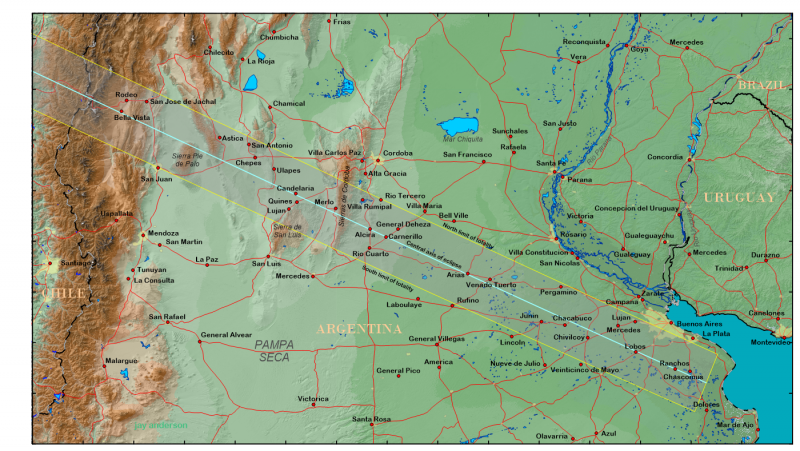 Frias
Chumbicha
Reconquista
Goya
Mercedes
Chilecito
La Rioja
Vera
BRAZIL
Rodeo
San Jose de Jachal
Bella Vista
Chamical
Mar Chiquita
Sunchales
San Justo
Astica
San Antonio
Rafaela
Sierra Pie
de Palo
Chepes
Villa Carlos Paz
Cordoba
San Francisco
Concordia
San Juan
Ulapes
Alta Gracia
Santa Fe
Parana
Candelaria
Sierras de Cordoba
Rio Tercero
URUGUAY
Quines
Merlo
Villa Rumipal
Villa Maria
Lujan
Bell Ville
Victoria
Concepcion del Uruguay
Uspallata
Sierra de
San Luis
General Deheza
North limit of totality
Mendoza
Alcira
Carnerillo
Rosario
Gualeguaychu
San Martin
Rio Cuarto
Central axis of eclipse
Villa Constitucion
Gualeguay
Mercedes
Durazno
Santiago
La Paz
San Luis
San Nicolas
Trinidad
Tumuyan
Mercedes
South limit of totality
Arias
La Consulta
Venado Tuerto
CHILE
Pergamino
Zarate
Laboulaye
Rufino
Campana
San Rafael
ARGENTINA
Junin
Chacabuco
Lujan
Buenos Aires
Canelones
General Alvear
PAMPA
SECA
General Villegas
Lincoln
Chivilcoy
Mercedes
La Plata
Montevideo
Lobos
Malargue
America
General Pico
Nueve de Julio
Veinticinco de Mayo
Ranchos
Chascomus
Victorica
Dolores
Santa Rosa
jay anderson
Mar de Ajo
Olavarria
Azul